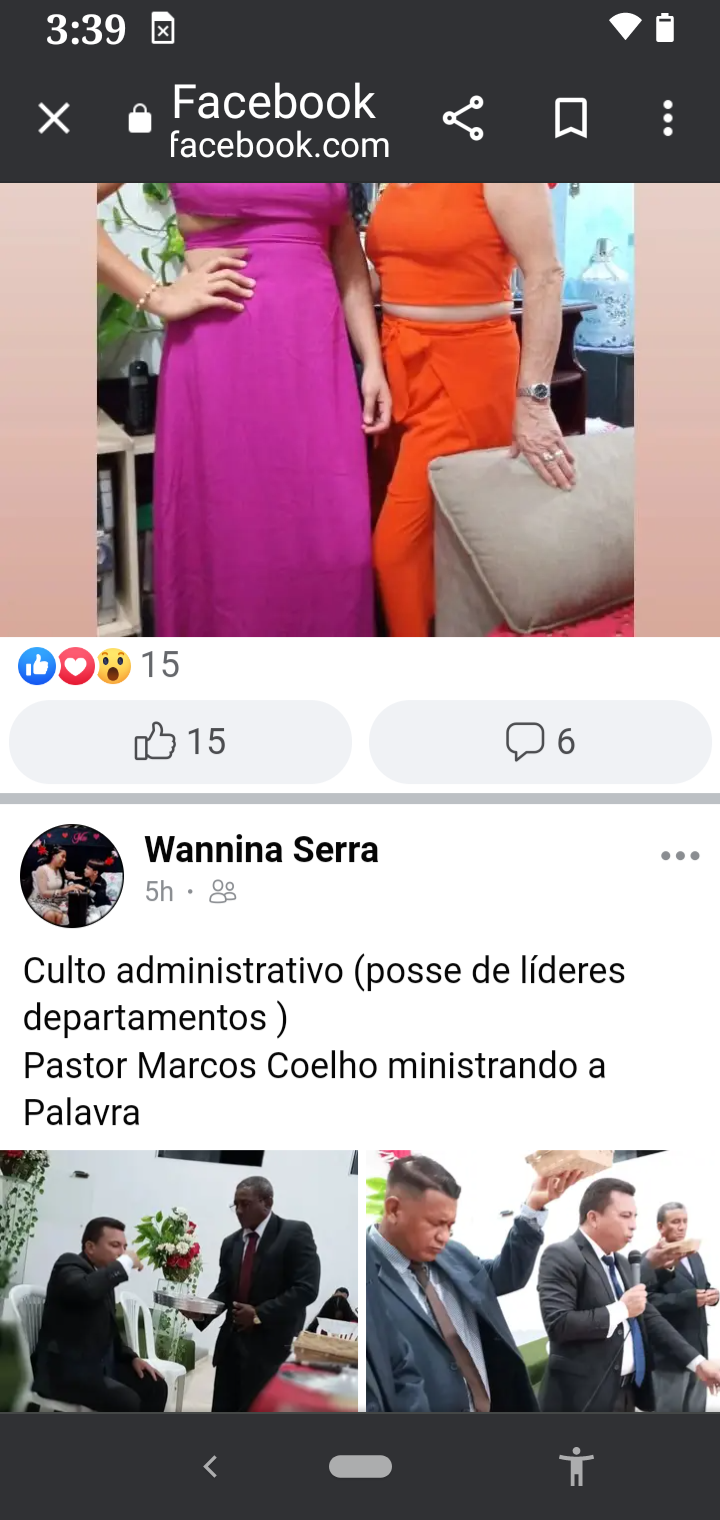 3:39
Facebook
facebook.com
15
15
6
Wannina Serra
5h
Culto administrativo (posse de líderes
departamentos )
Pastor Marcos Coelho ministrando a
Palavra